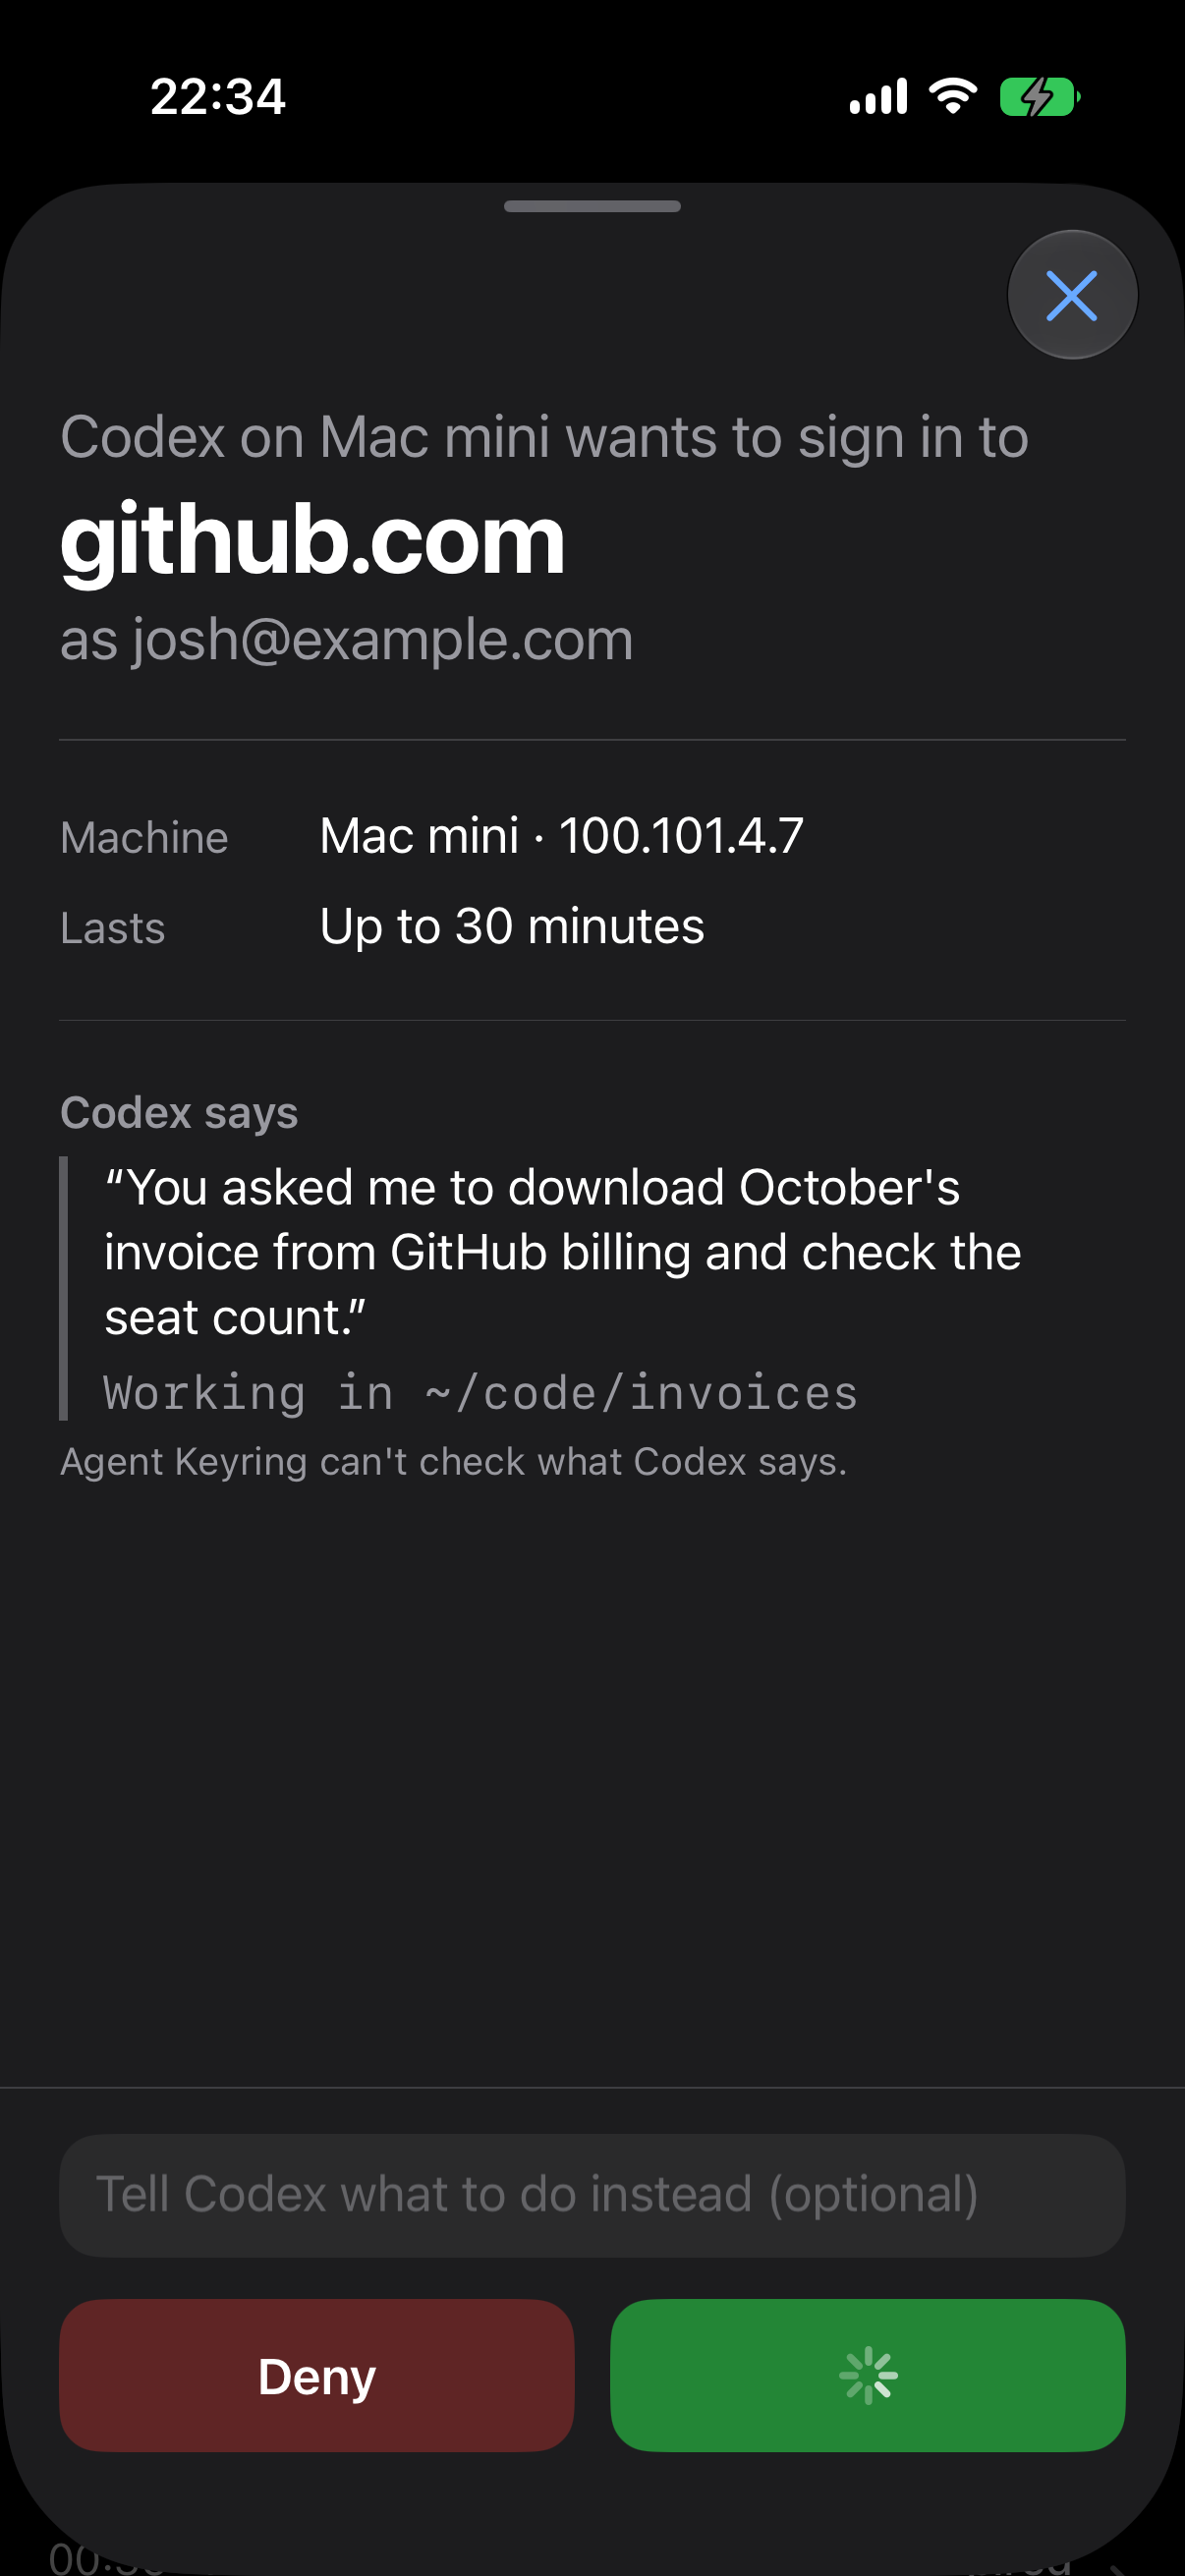 22:34
Codex on Mac mini wants to sign in to
github.com
as josh@example.com
Machine Mac mini · 100.101.4.7
Lasts Up to 30 minutes
Codex says
“You asked me to download October's
invoice from GitHub billing and check the
seat count.”
Working in ~/code/invoices
Agent Keyring can't check what Codex says.
Tell Codex what to do instead (optional)
Deny